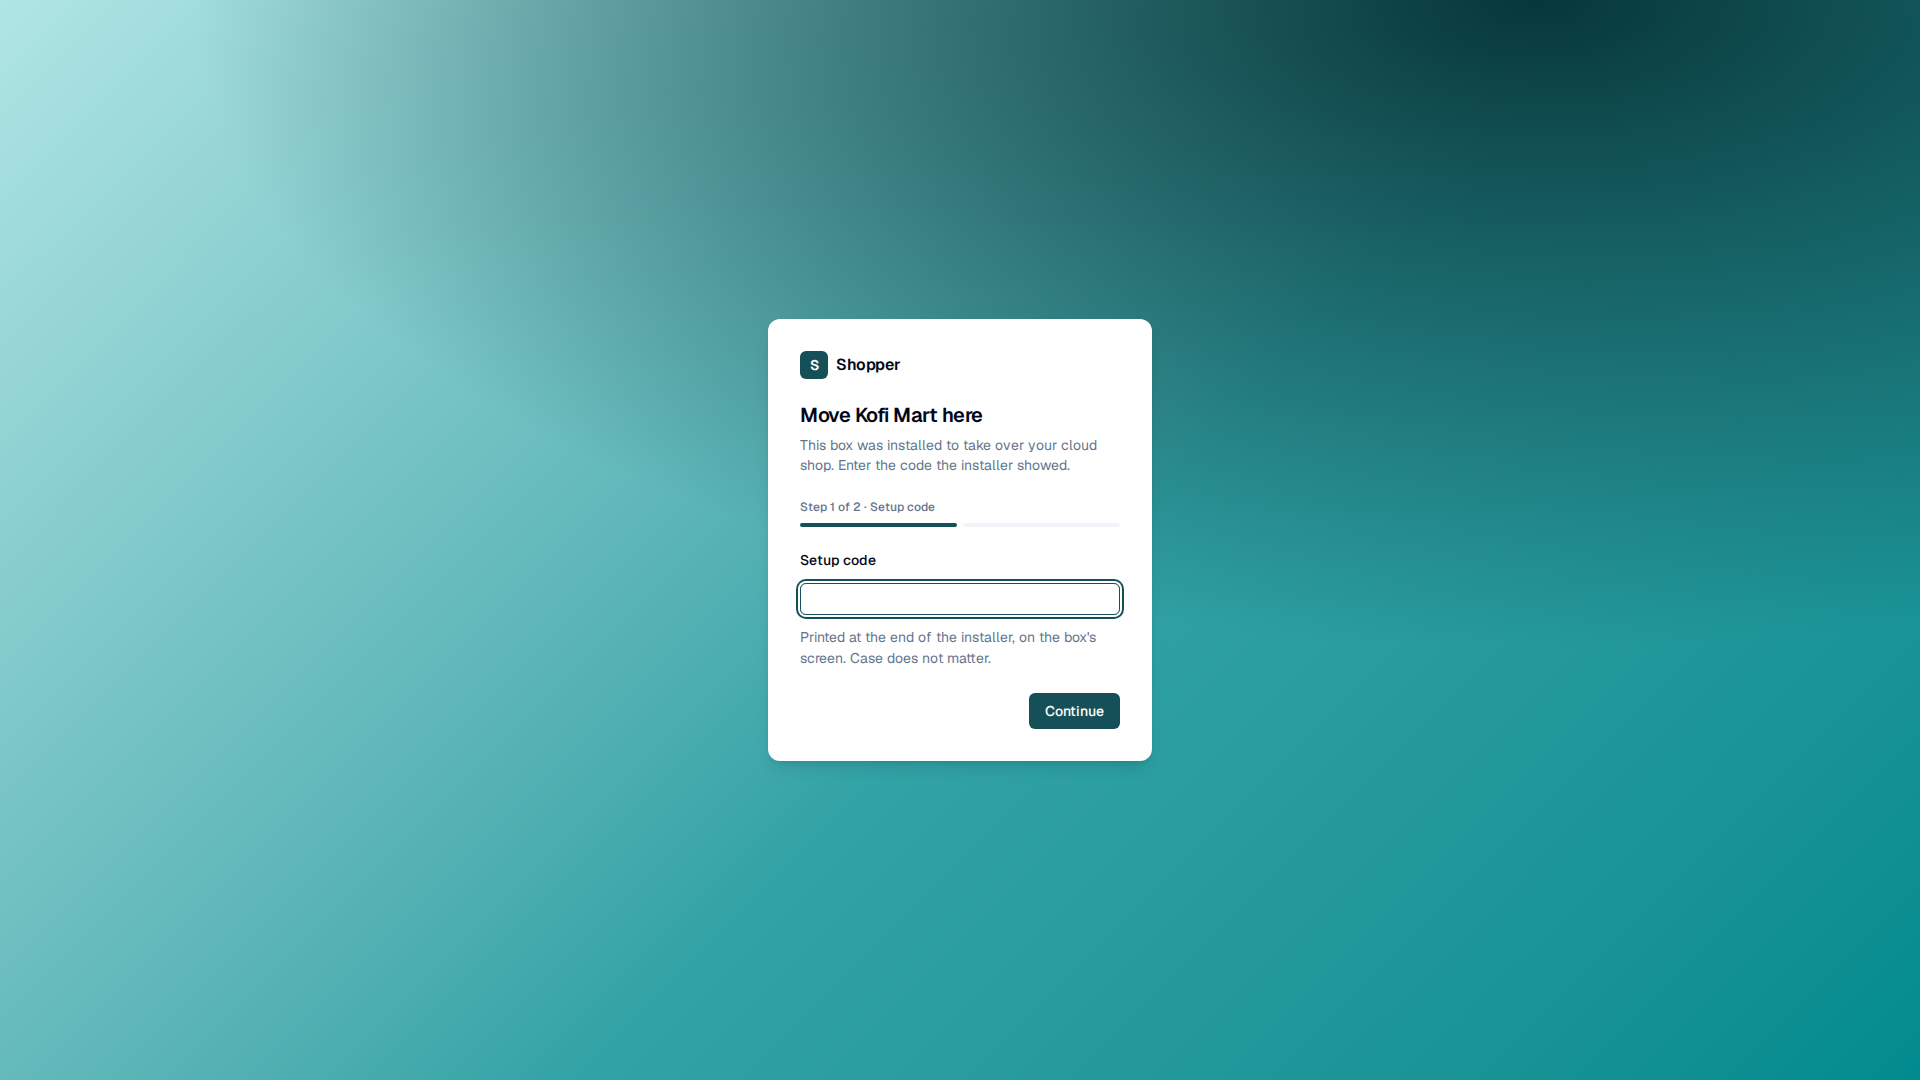 S Shopper
Move Kofi Mart here
This box was installed to take over your cloud
shop. Enter the code the installer showed.
Step 1 of 2 · Setup code
Setup code
Printed at the end of the installer, on the box's
screen. Case does not matter.
Continue